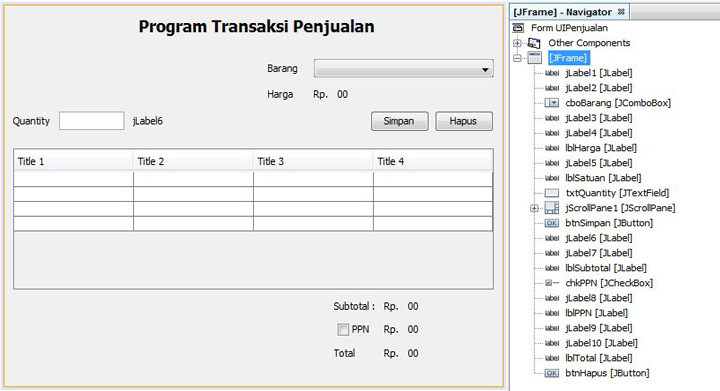 Program Transaksi Penjualan
Barang
Harga Rp. 00
Quantity jLabel6 Simpan Hapus
Title 1 Title 2 Title 3 Title 4
Subtotal : Rp. 00
PPN Rp. 00
Total Rp. 00
[JFrame] - Navigator
Form UIPenjualan
Other Components
[JFrame]
label jLabel1 [JLabel]
label jLabel2 [JLabel]
cboBarang [JComboBox]
label jLabel3 [JLabel]
label jLabel4 [JLabel]
label lblHarga [JLabel]
label jLabel5 [JLabel]
label lblSatuan [JLabel]
txtQuantity [JTextField]
jScrollPane1 [JScrollPane]
OK btnSimpan [JButton]
label jLabel6 [JLabel]
label jLabel7 [JLabel]
label lblSubtotal [JLabel]
chkPPN [JCheckBox]
label jLabel8 [JLabel]
label lblPPN [JLabel]
label jLabel9 [JLabel]
label jLabel10 [JLabel]
label lblTotal [JLabel]
OK btnHapus [JButton]